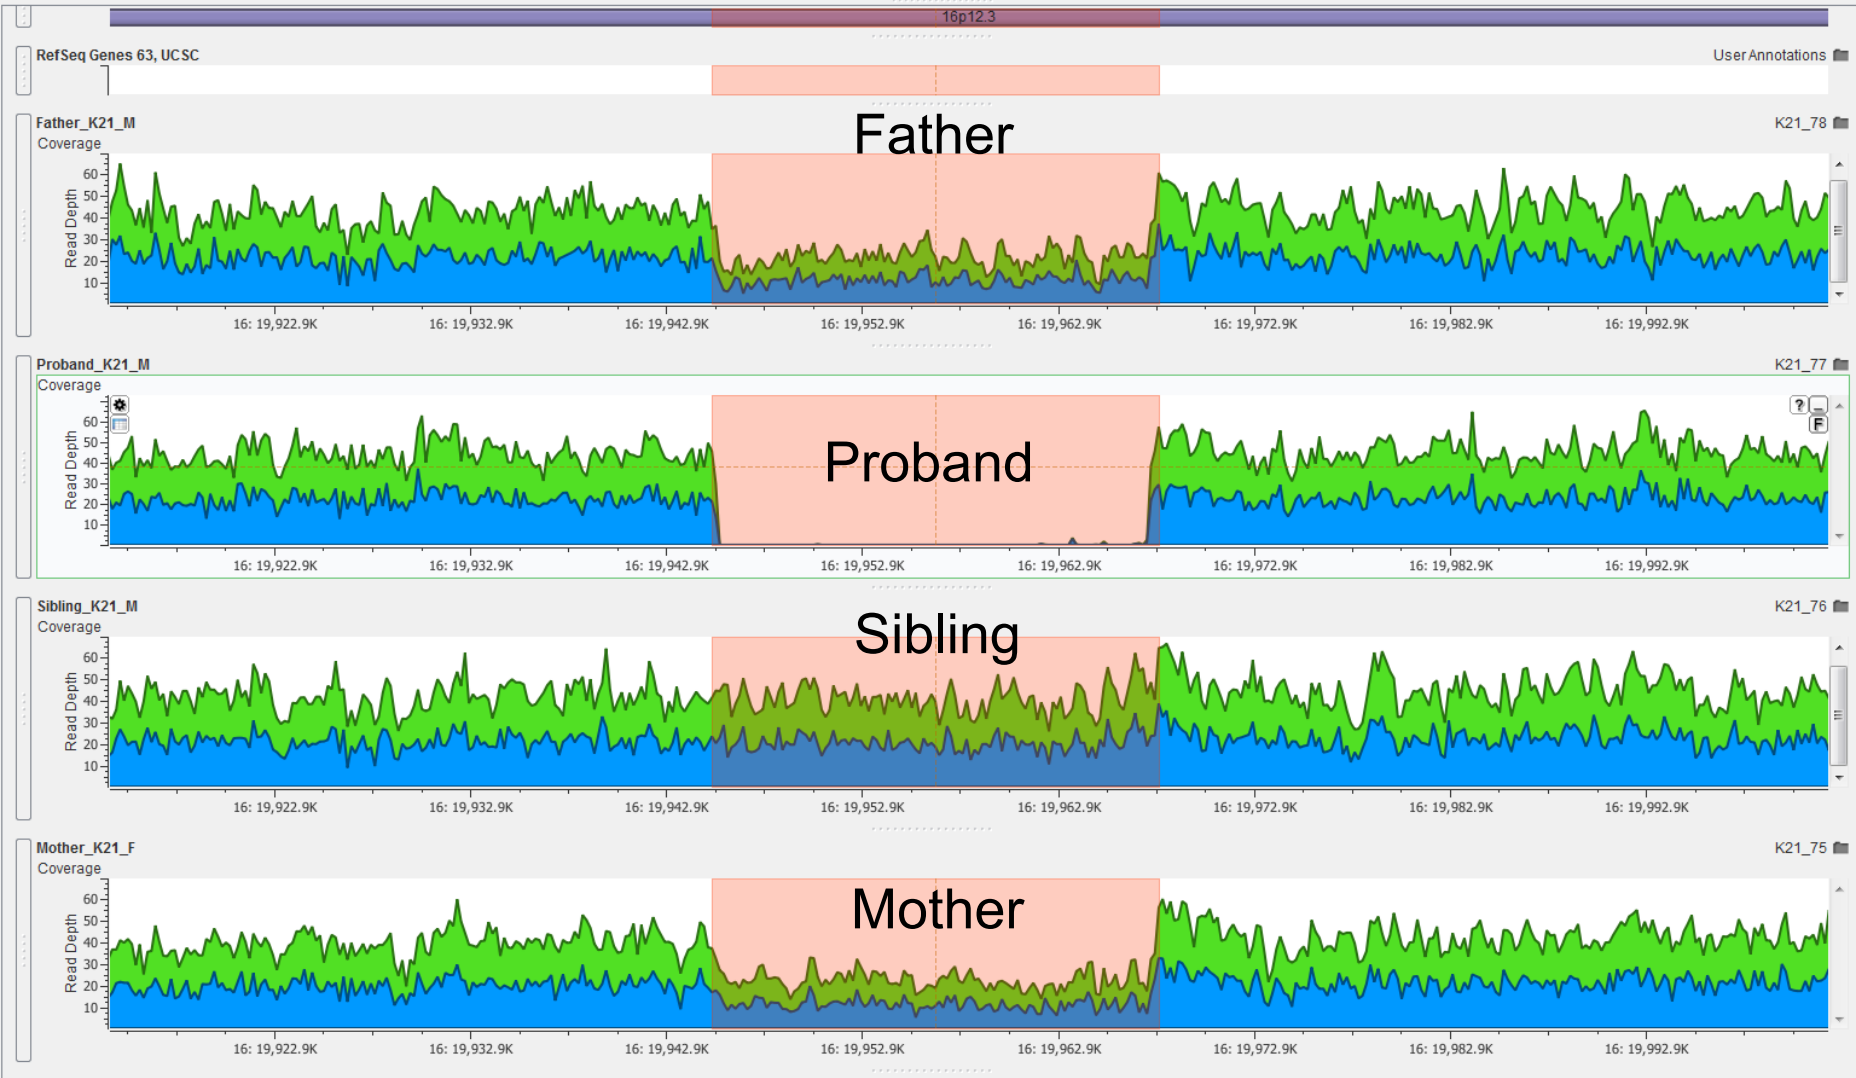 16p12.3
RefSeq Genes 63, UCSC
User Annotations
Father_K21_M
K21_78
Coverage
Father
Read Depth
60
50
40
30
20
10
16: 19,922.9K 16: 19,932.9K 16: 19,942.9K 16: 19,952.9K 16: 19,962.9K 16: 19,972.9K 16: 19,982.9K 16: 19,992.9K
Proband_K21_M
K21_77
Coverage
? _
F
Proband
Read Depth
60
50
40
30
20
10
16: 19,922.9K 16: 19,932.9K 16: 19,942.9K 16: 19,952.9K 16: 19,962.9K 16: 19,972.9K 16: 19,982.9K 16: 19,992.9K
Sibling_K21_M
K21_76
Coverage
Sibling
Read Depth
60
50
40
30
20
10
16: 19,922.9K 16: 19,932.9K 16: 19,942.9K 16: 19,952.9K 16: 19,962.9K 16: 19,972.9K 16: 19,982.9K 16: 19,992.9K
Mother_K21_F
K21_75
Coverage
Mother
Read Depth
60
50
40
30
20
10
16: 19,922.9K 16: 19,932.9K 16: 19,942.9K 16: 19,952.9K 16: 19,962.9K 16: 19,972.9K 16: 19,982.9K 16: 19,992.9K